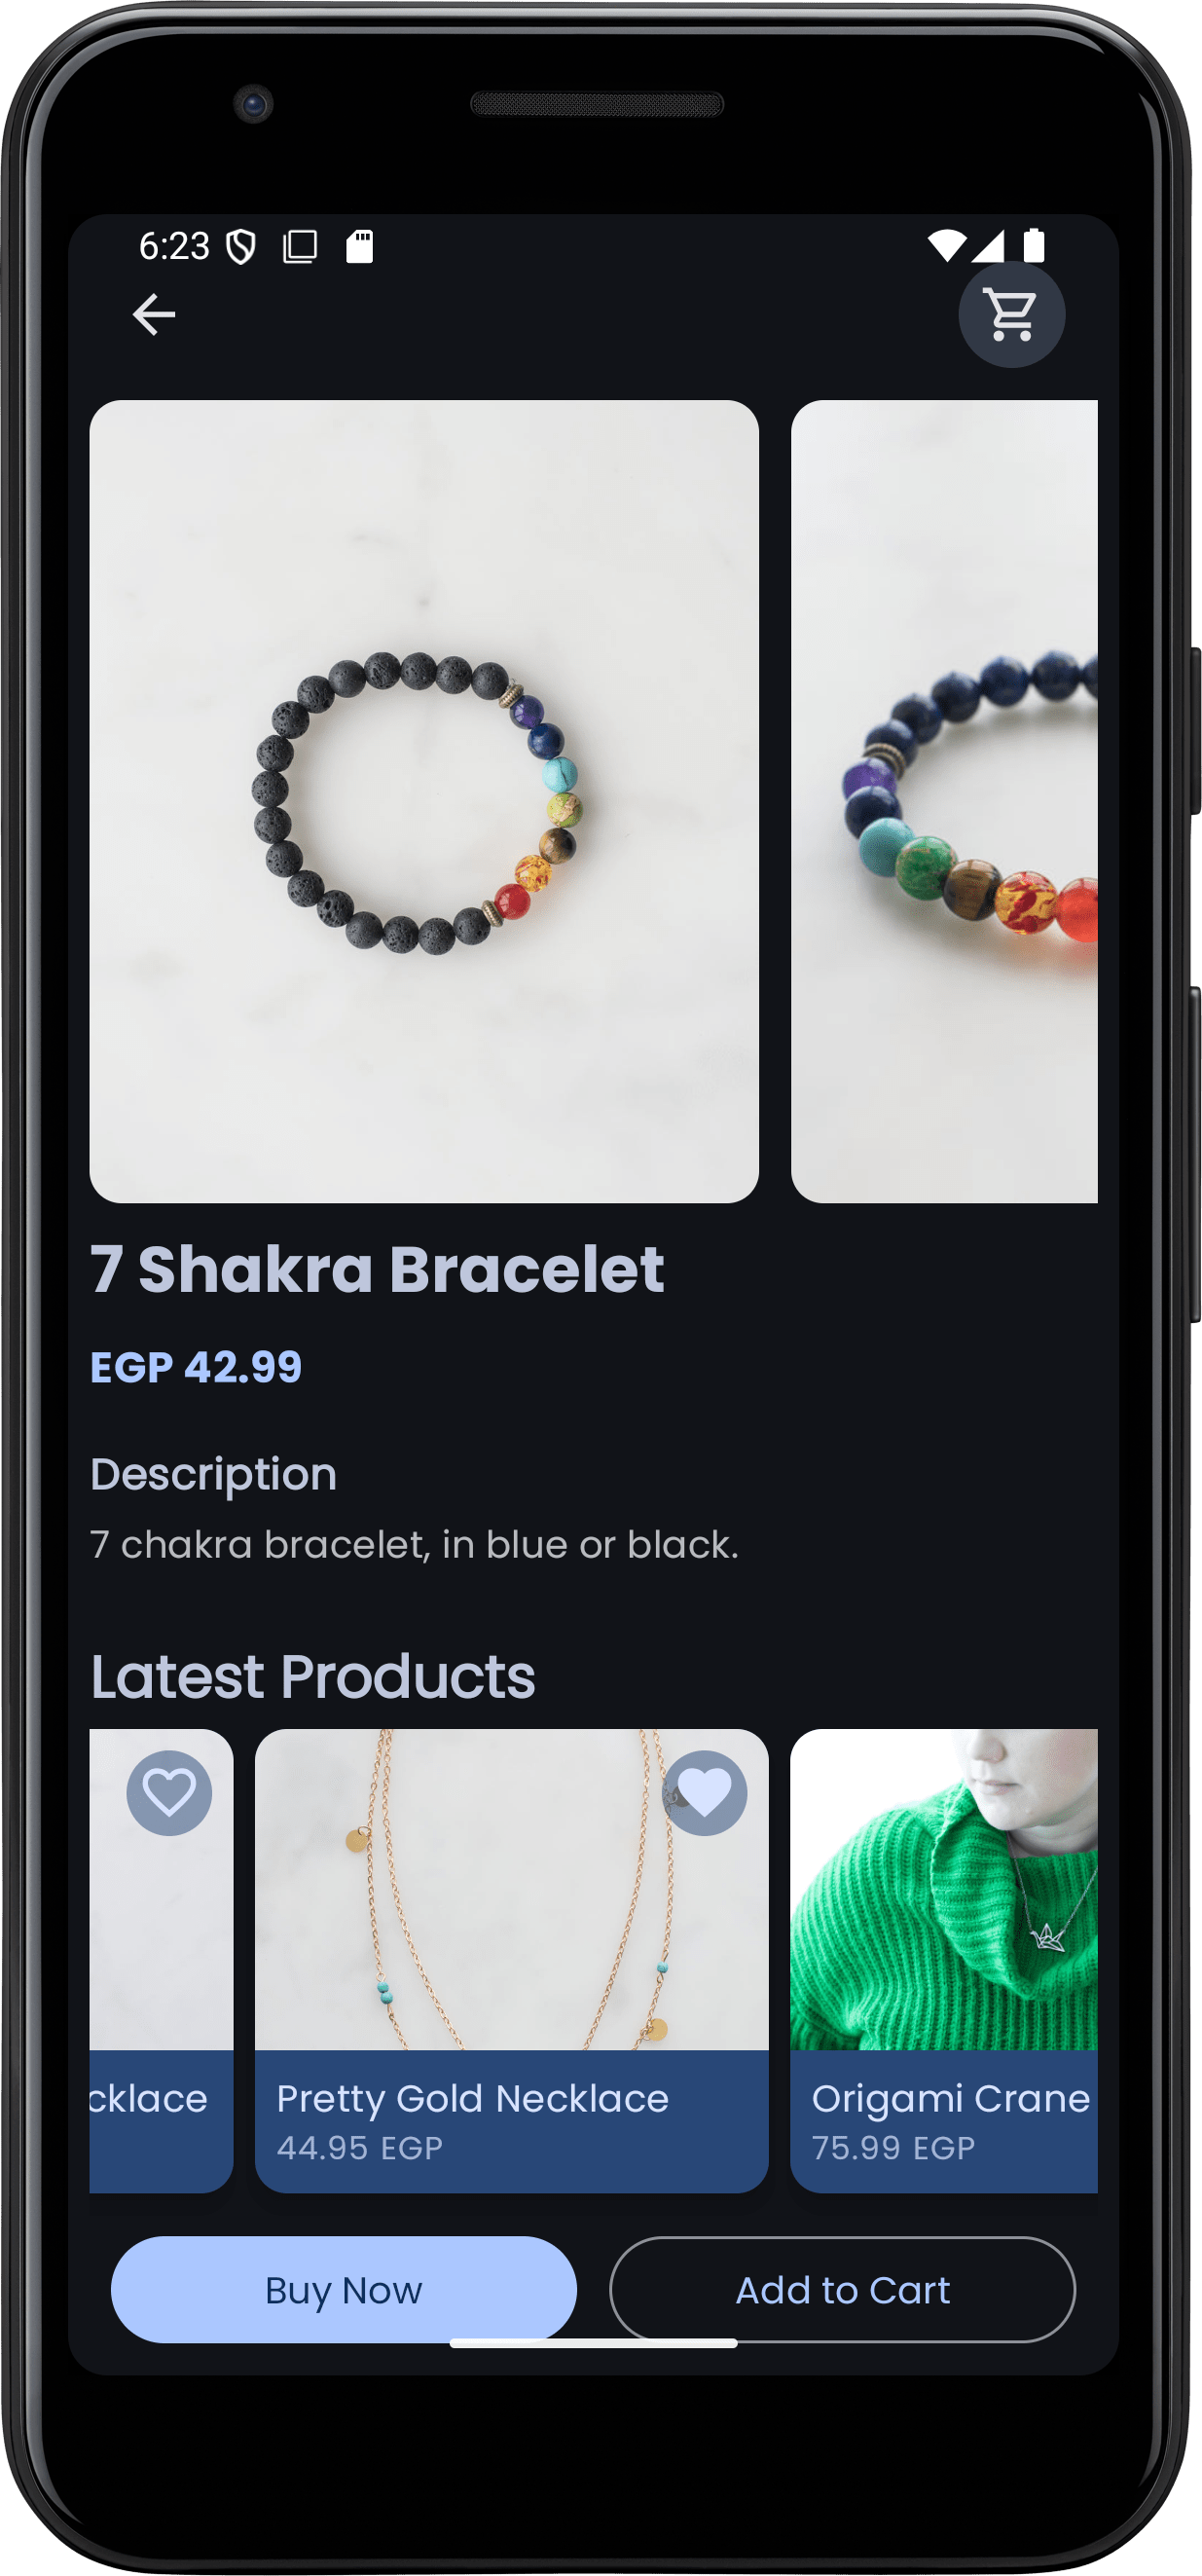 6:23
7 Shakra Bracelet
EGP 42.99
Description
7 chakra bracelet, in blue or black.
Latest Products
cklace
Pretty Gold Necklace
44.95 EGP
Origami Crane
75.99 EGP
Buy Now
Add to Cart